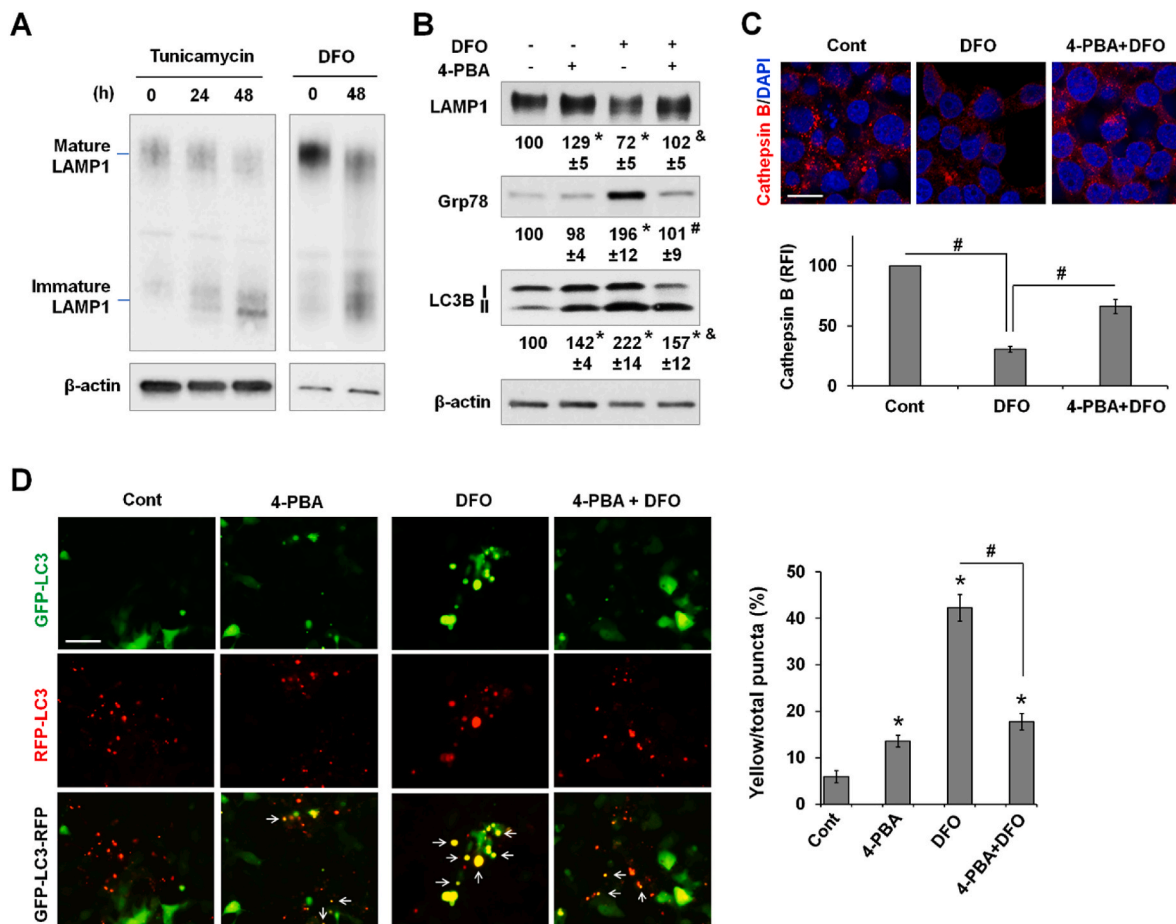 A
Tunicamycin DFO
(h) 0 24 48 0 48
Mature
LAMP1
Immature
LAMP1
β-actin
B
DFO - - + +
4-PBA - + - +
LAMP1
100 129 * 72 * 102 &
±5 ±5 ±5
Grp78
100 98 196 * 101 #
±4 ±12 ±9
LC3B I
II
100 142 * 222 * 157 * &
±4 ±14 ±12
β-actin
C
Cont DFO 4-PBA+DFO
Cathepsin B/DAPI
Cathepsin B (RFI)
100
50
0
# #
Cont DFO 4-PBA+DFO
D
Cont 4-PBA DFO 4-PBA + DFO
GFP-LC3
RFP-LC3
GFP-LC3-RFP
Yellow/total puncta (%)
50
40
30
20
10
0
#
* * *
Cont 4-PBA DFO 4-PBA+DFO